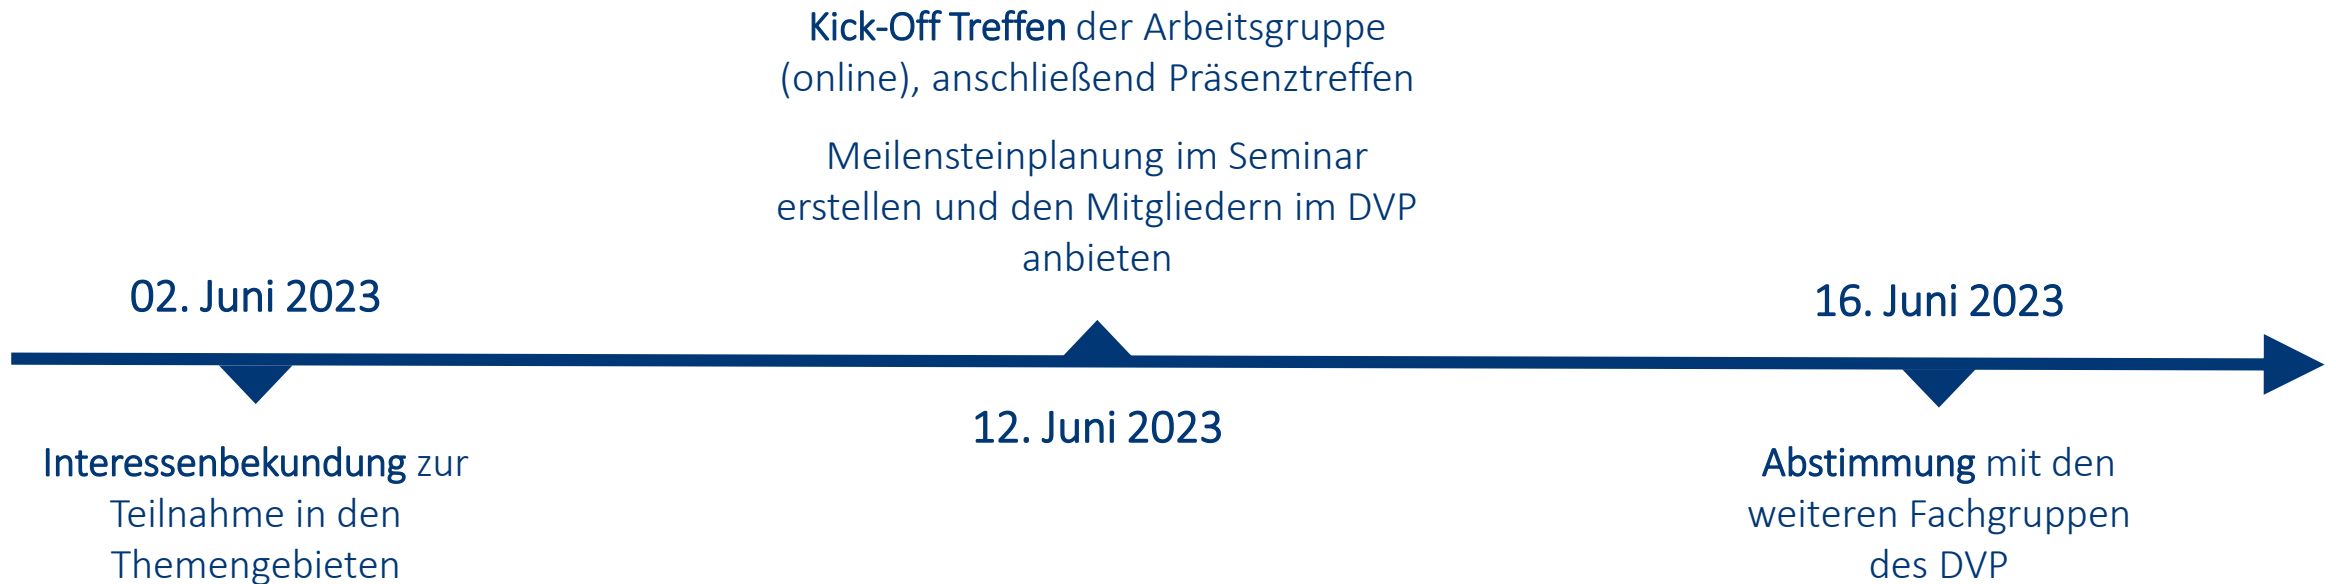 Kick-Off Treffen der Arbeitsgruppe
(online), anschließend Präsenztreffen
Meilensteinplanung im Seminar
erstellen und den Mitgliedern im DVP
anbieten
02. Juni 2023
16. Juni 2023
12. Juni 2023
Interessenbekundung zur
Teilnahme in den
Themengebieten
Abstimmung mit den
weiteren Fachgruppen
des DVP